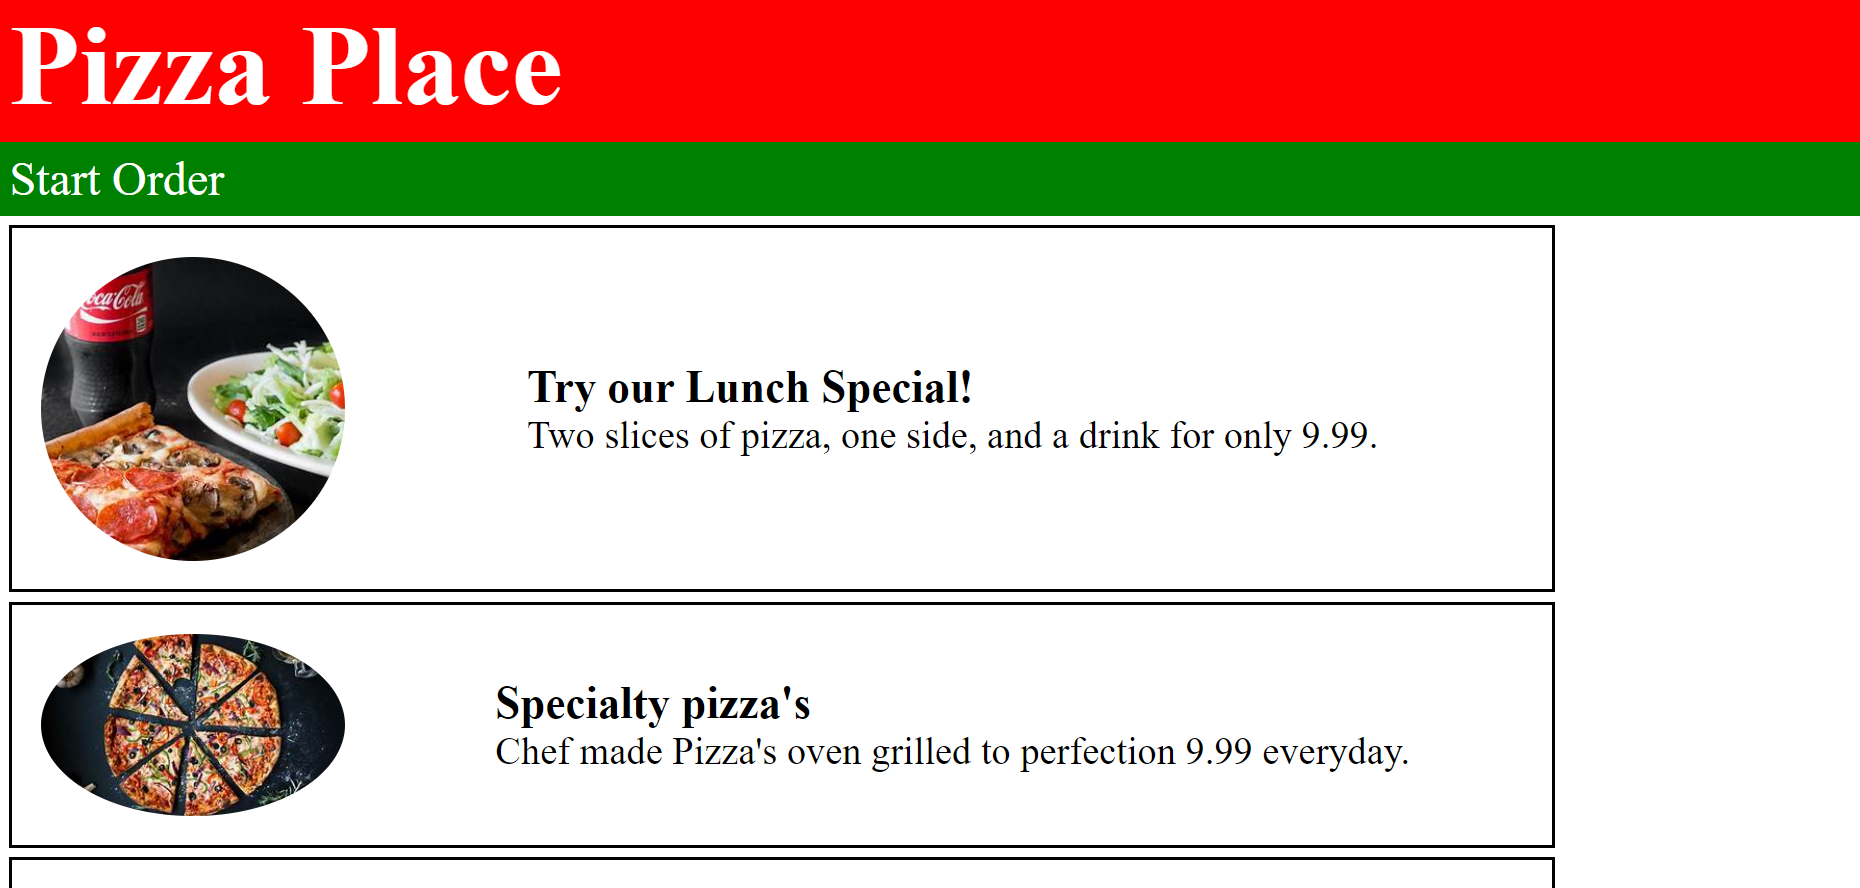 Pizza Place
Start Order
Coca-Cola
Try our Lunch Special!
Two slices of pizza, one side, and a drink for only 9.99.
Specialty pizza's
Chef made Pizza's oven grilled to perfection 9.99 everyday.